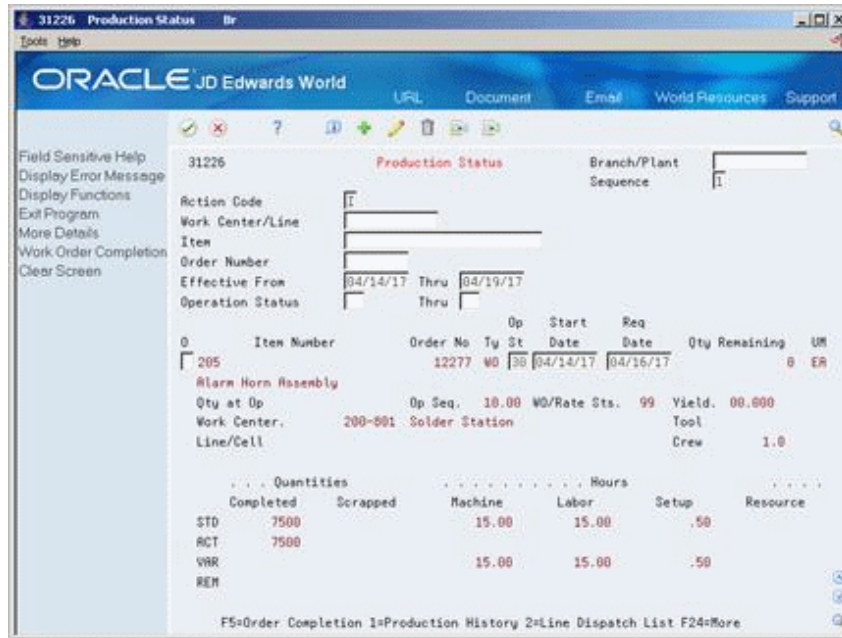 31226 Production Status Br
Tools Help
ORACLE JD Edwards World
URL Document Email World Resources Support
Field Sensitive Help
Display Error Message
Display Functions
Exit Program
More Details
Work Order Completion
Clear Screen
31226 Production Status Branch/Plant
Sequence 1
Action Code I
Work Center/Line
Item
Order Number
Effective From 04/14/17 Thru 04/19/17
Operation Status Thru
Op Start Req
O Item Number Order No Ty St Date Date Qty Remaining UM
205 12277 WO 30 04/14/17 04/16/17 0 EA
Alarm Horn Assembly
Qty at Op Op Seq. 10.00 WO/Rate Sts. 99 Yield. 00.000
Work Center. 200-801 Solder Station Tool
Line/Cell Crew 1.0
. . . Quantities . . . . . . . . . . . Hours . . . . .
Completed Scrapped Machine Labor Setup Resource
STD 7500 15.00 15.00 .50
ACT 7500
VAR 15.00 15.00 .50
REM
F5=Order Completion 1=Production History 2=Line Dispatch List F24=More